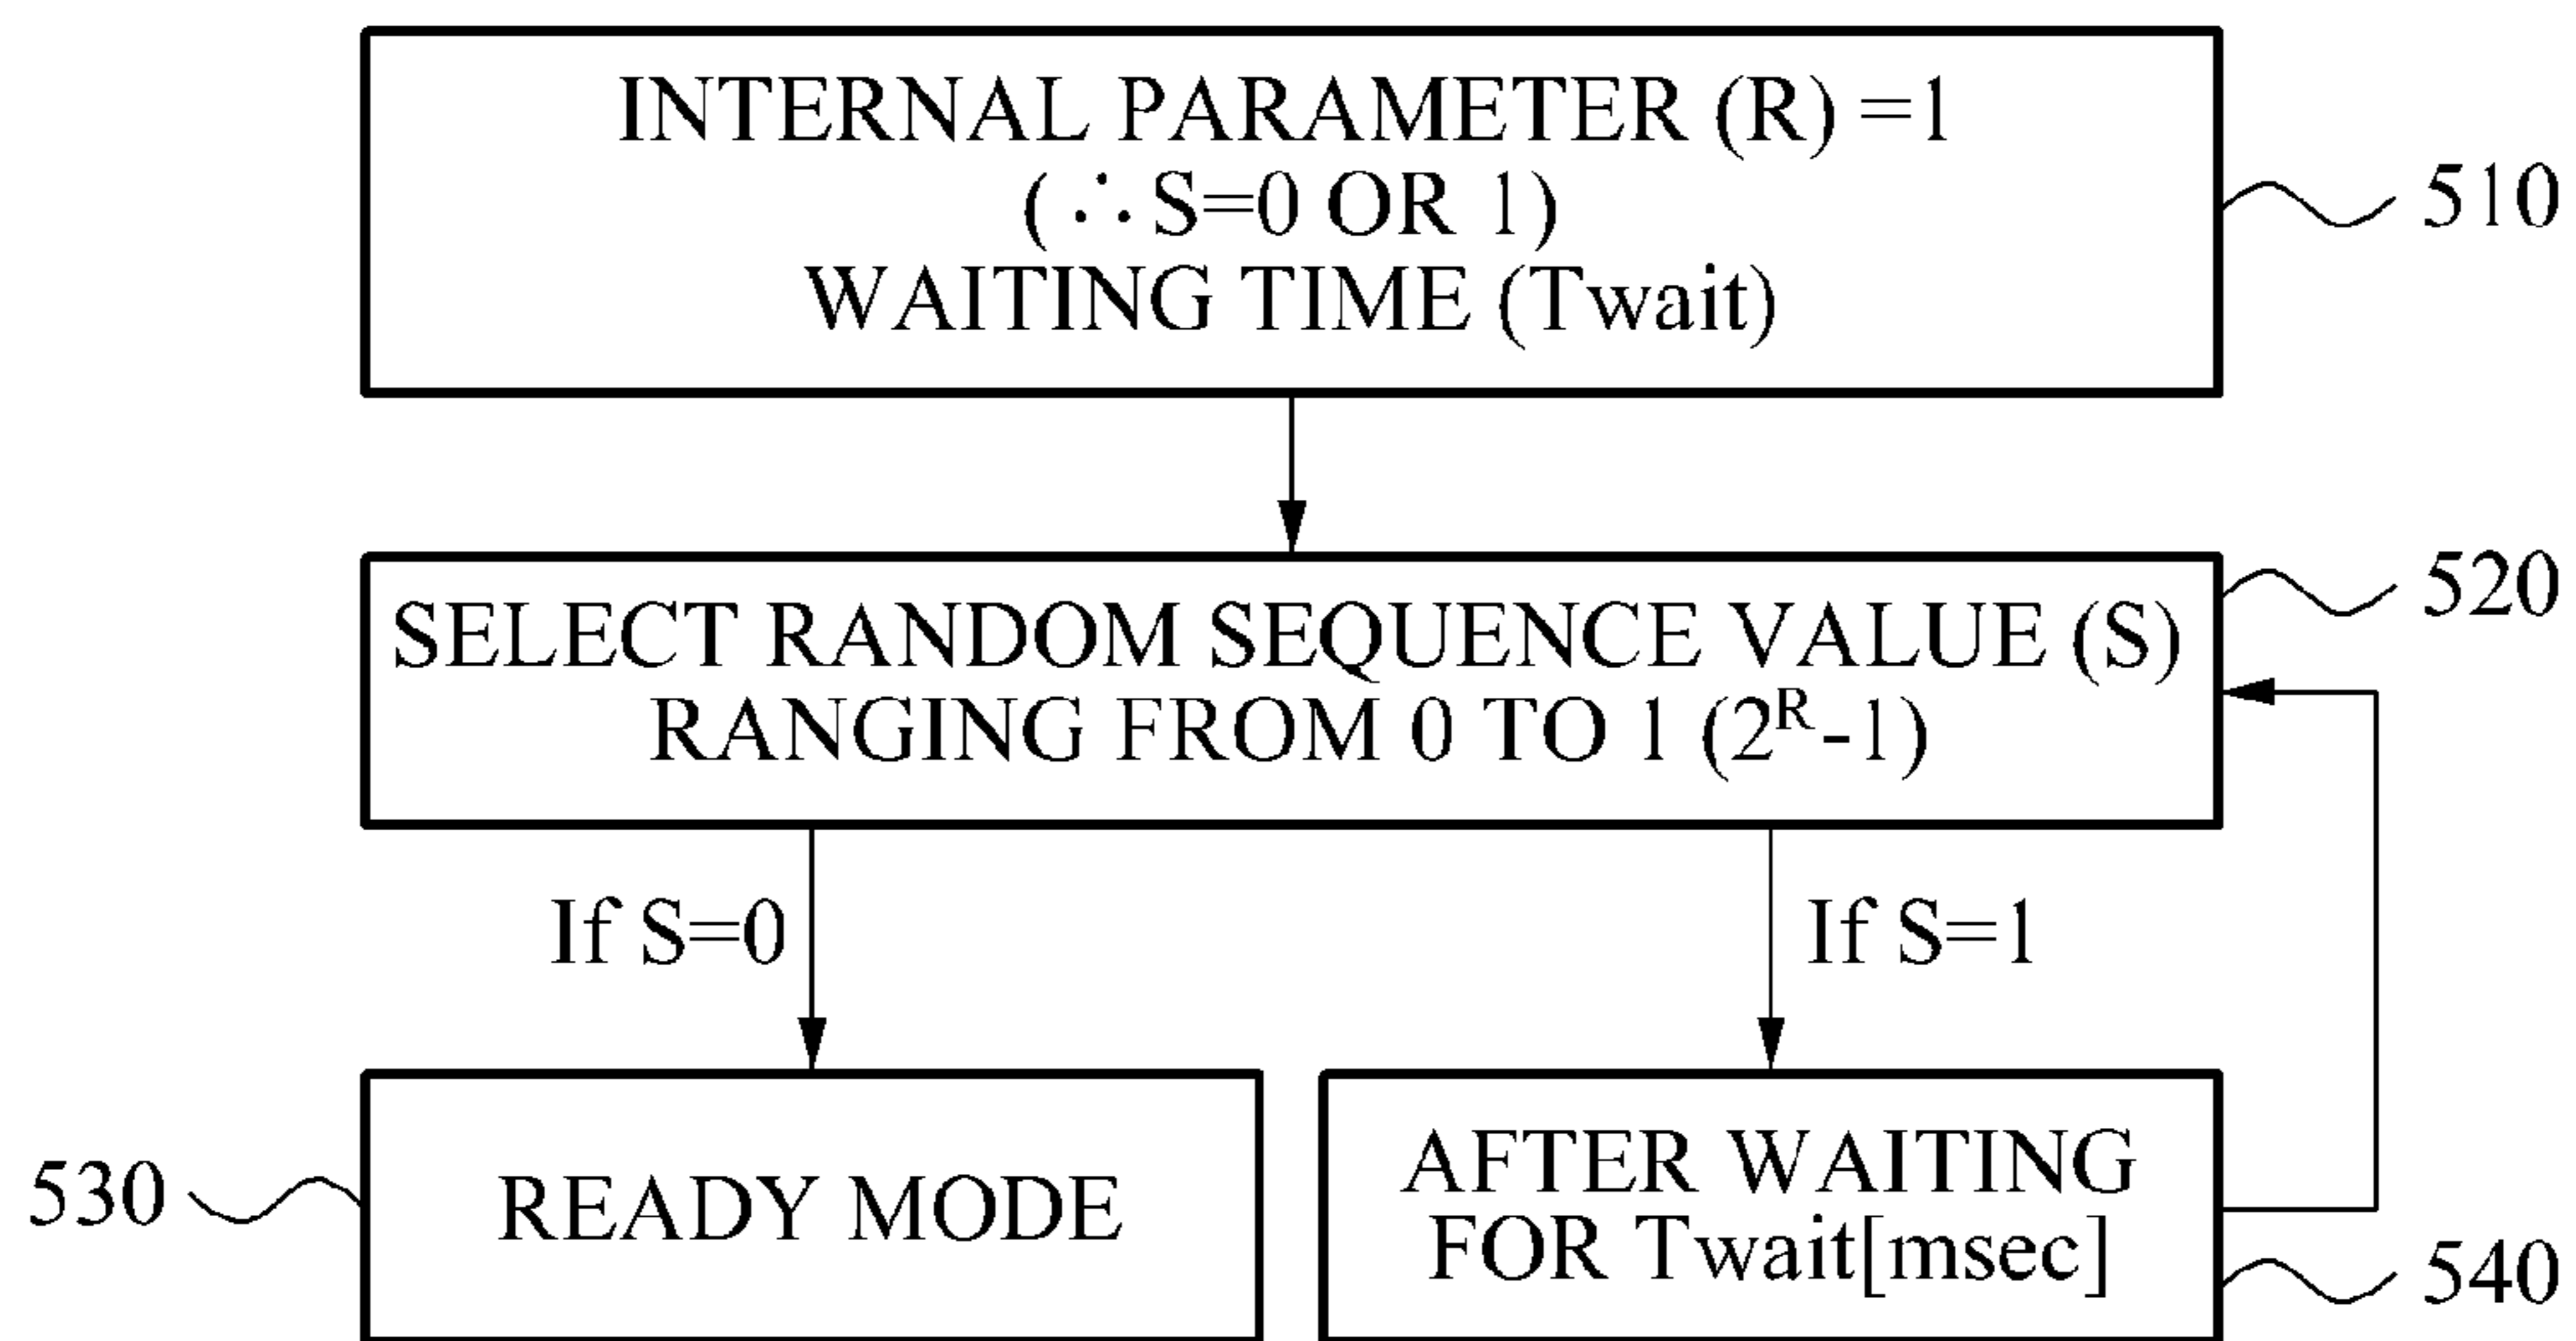 INTERNAL PARAMETER (R) =1
(∴S=0 OR 1)
WAITING TIME (Twait)
510
SELECT RANDOM SEQUENCE VALUE (S)
RANGING FROM 0 TO 1 (2^R-1)
520
If S=0
If S=1
530
READY MODE
AFTER WAITING
FOR Twait[msec]
540